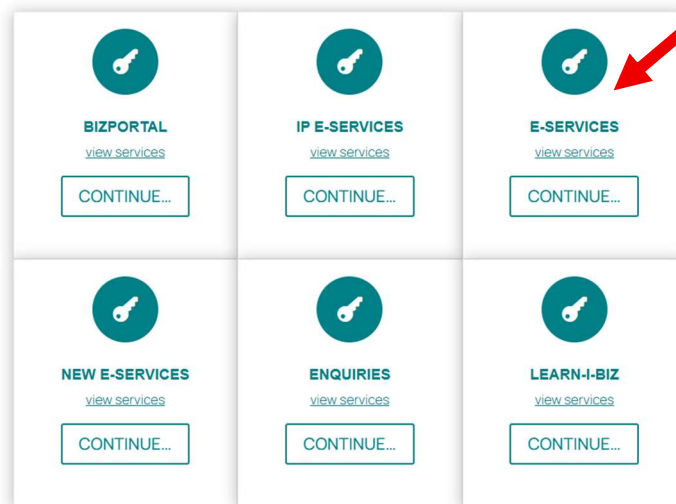 BIZPORTAL
view services
CONTINUE...
IP E-SERVICES
view services
CONTINUE...
E-SERVICES
view services
CONTINUE...
NEW E-SERVICES
view services
CONTINUE...
ENQUIRIES
view services
CONTINUE...
LEARN-I-BIZ
view services
CONTINUE...